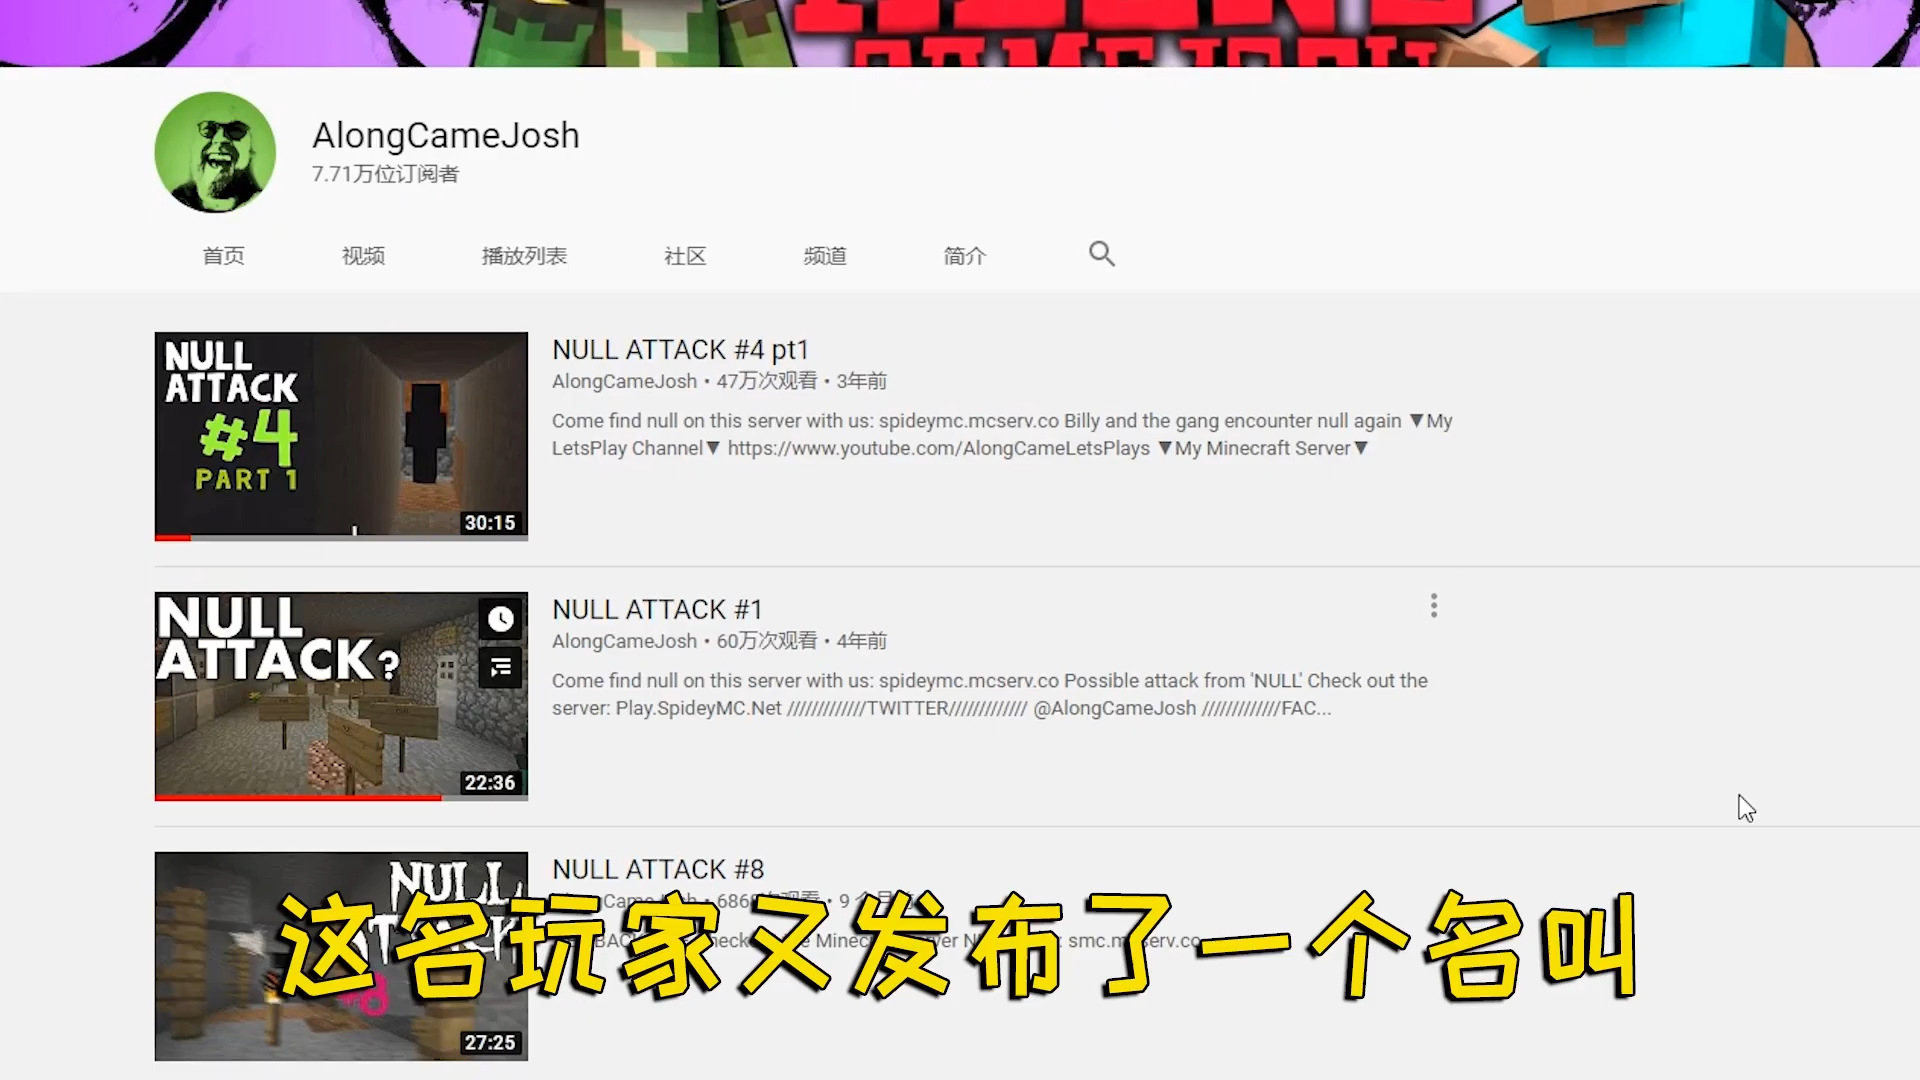 AlongCameJosh
7.71万位订阅者
首页 视频 播放列表 社区 频道 简介
NULL
ATTACK
#4
PART 1
30:15
NULL ATTACK #4 pt1
AlongCameJosh • 47万次观看 • 3年前
Come find null on this server with us: spideymc.mcserv.co Billy and the gang encounter null again ▼My
LetsPlay Channel▼ https://www.youtube.com/AlongCameLetsPlays ▼My Minecraft Server▼
NULL
ATTACK?
22:36
NULL ATTACK #1
AlongCameJosh • 60万次观看 • 4年前
Come find null on this server with us: spideymc.mcserv.co Possible attack from 'NULL' Check out the
server: Play.SpideyMC.Net /////////////TWITTER///////////// @AlongCameJosh /////////////FAC...
NULL
27:25
NULL ATTACK #8
这名玩家又发布了一个名叫